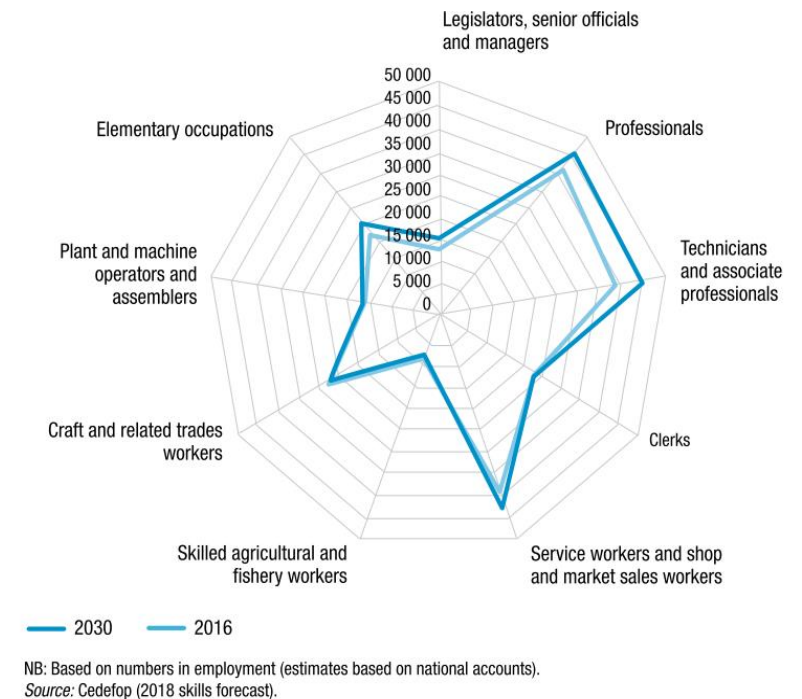 Legislators, senior officials
and managers
50 000
45 000
40 000
35 000
30 000
25 000
20 000
15 000
10 000
5 000
0
Professionals
Technicians
and associate
professionals
Clerks
Service workers and shop
and market sales workers
Skilled agricultural and
fishery workers
Craft and related trades
workers
Plant and machine
operators and
assemblers
Elementary occupations
2030
2016
NB: Based on numbers in employment (estimates based on national accounts).
Source: Cedefop (2018 skills forecast).